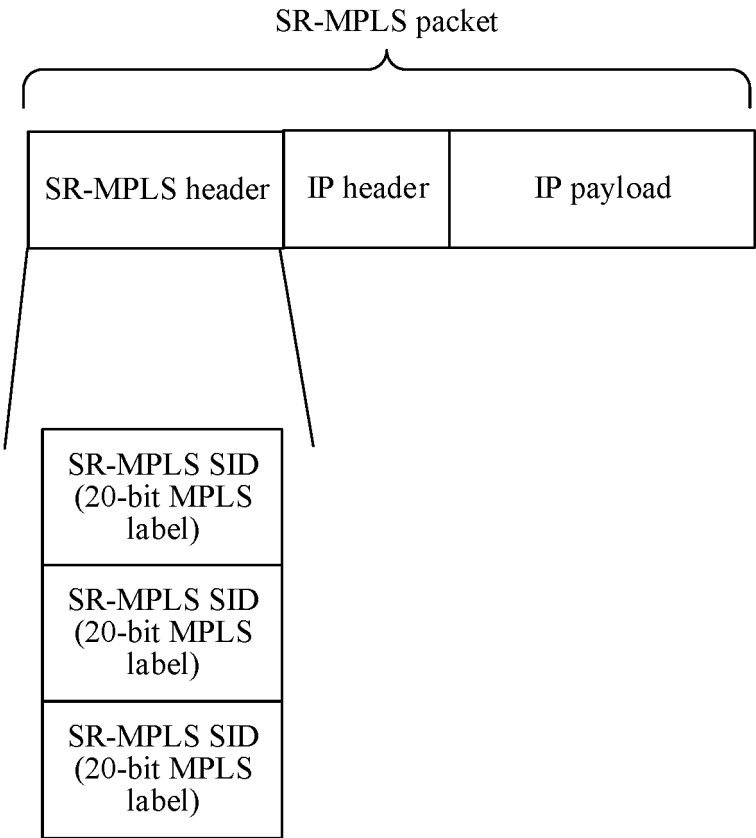 SR-MPLS packet
SR-MPLS header
IP header
IP payload
SR-MPLS SID
(20-bit MPLS
label)
SR-MPLS SID
(20-bit MPLS
label)
SR-MPLS SID
(20-bit MPLS
label)